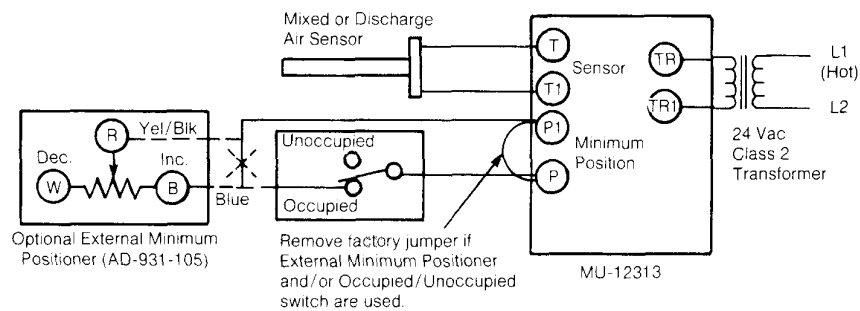 Mixed or Discharge
Air Sensor
T
Sensor
T1
P1
Minimum
Position
P
TR
TR1
L1
(Hot)
L2
24 Vac
Class 2
Transformer
MU-12313
R
Yel/Blk
Dec.
Inc.
W
B
Blue
Unoccupied
Occupied
Optional External Minimum
Positioner (AD-931-105)
Remove factory jumper if
External Minimum Positioner
and/or Occupied/Unoccupied
switch are used.